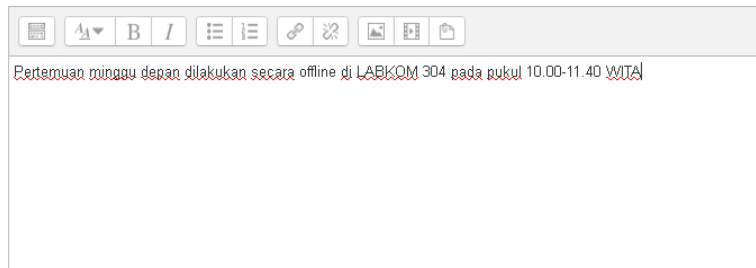 Pertemuan minggu depan dilakukan secara offline di LABKOM 304 pada pukul 10.00-11.40 WITA